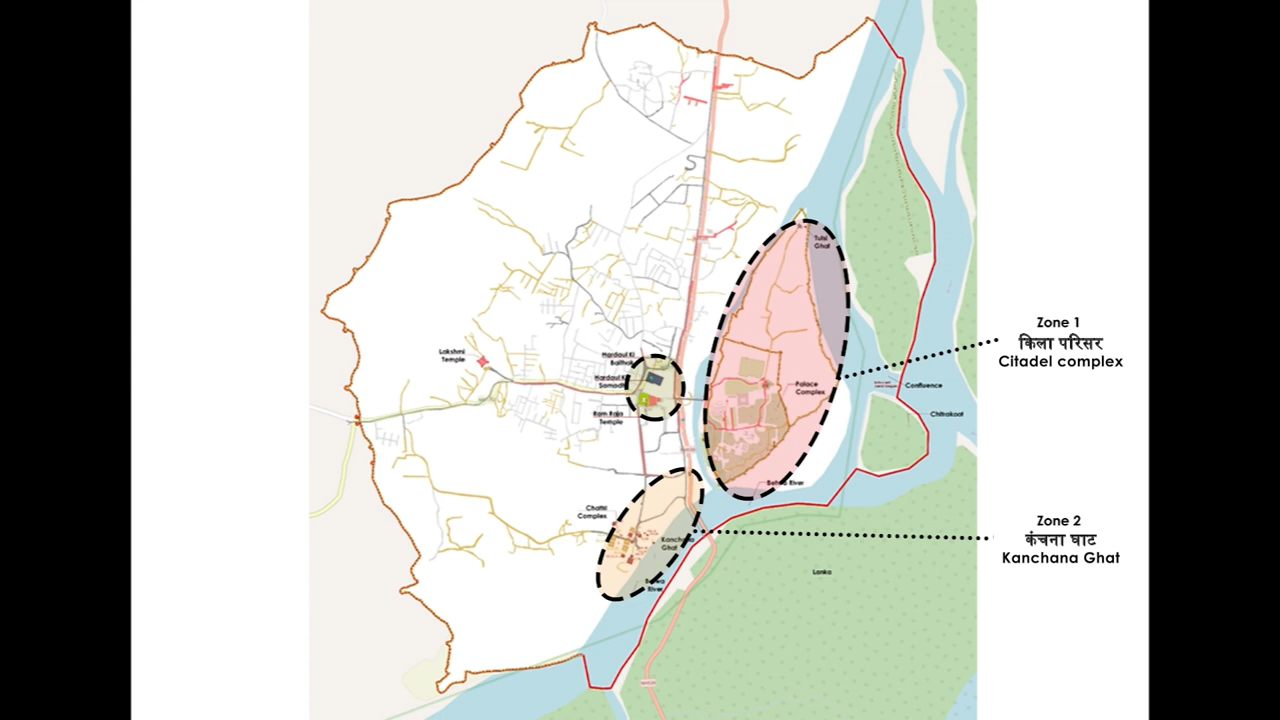 Tulsi
Ghat
Zone 1
किला परिसर
Citadel complex
Lakshmi
Temple
Hardaul Ki
Baithak
Hardaul Ki
Samadhi
Palace
Complex
Confluence
Chitrakoot
Ram Raja
Temple
Betwa River
Chattri
Complex
Zone 2
कंचना घाट
Kanchana Ghat
Kanchana
Ghat
Lanka
Betwa
River